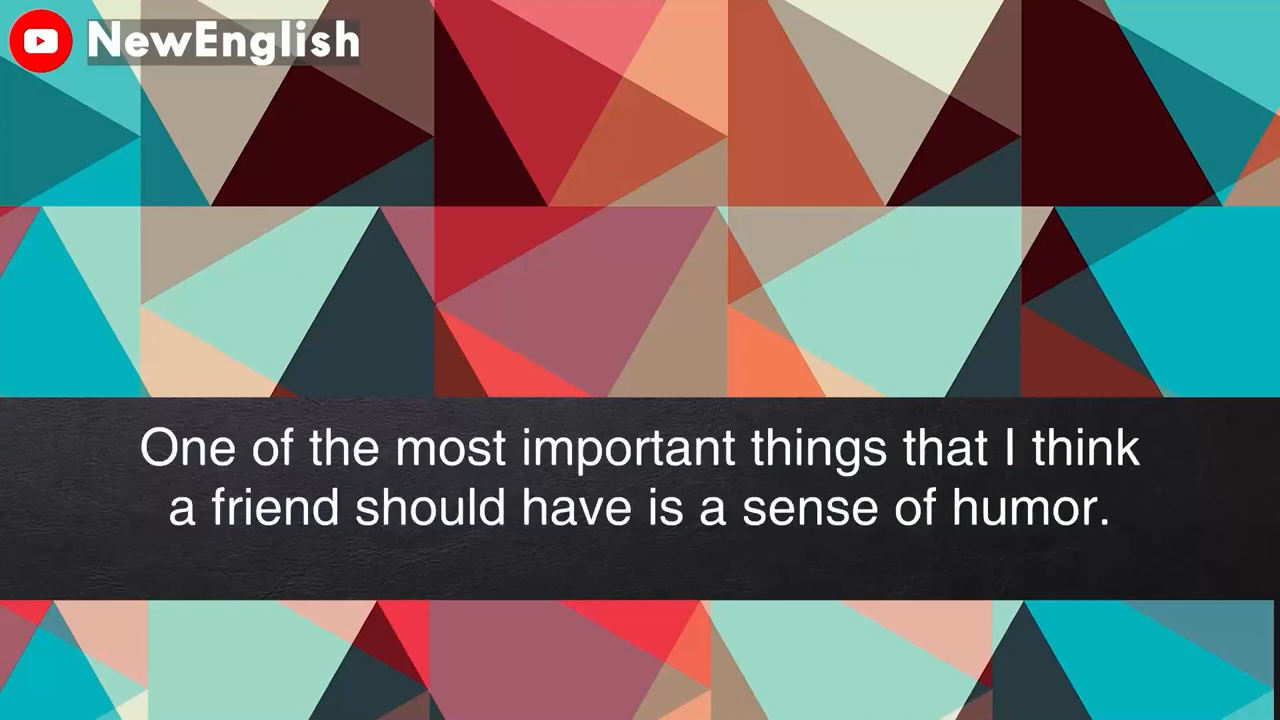 NewEnglish
One of the most important things that I think
a friend should have is a sense of humor.